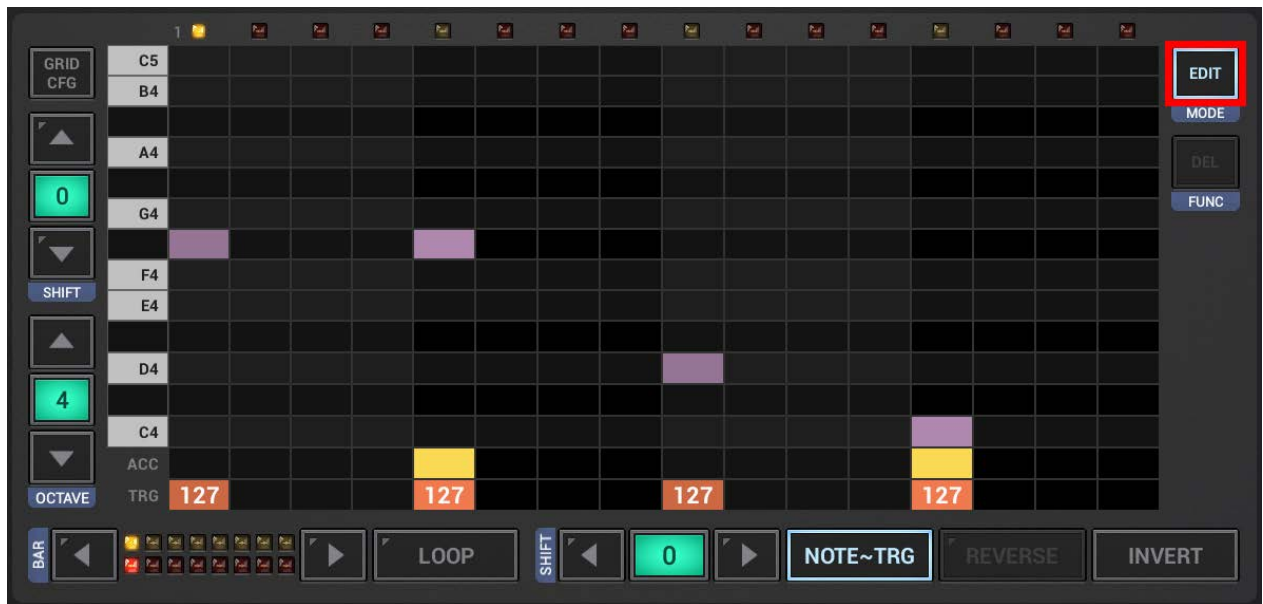 1
GRID
CFG
C5
B4
A4
G4
F4
E4
D4
C4
ACC
TRG
127
127
127
127
0
SHIFT
4
OCTAVE
EDIT
MODE
DEL
FUNC
BAR
LOOP
SHIFT
0
NOTE~TRG
REVERSE
INVERT